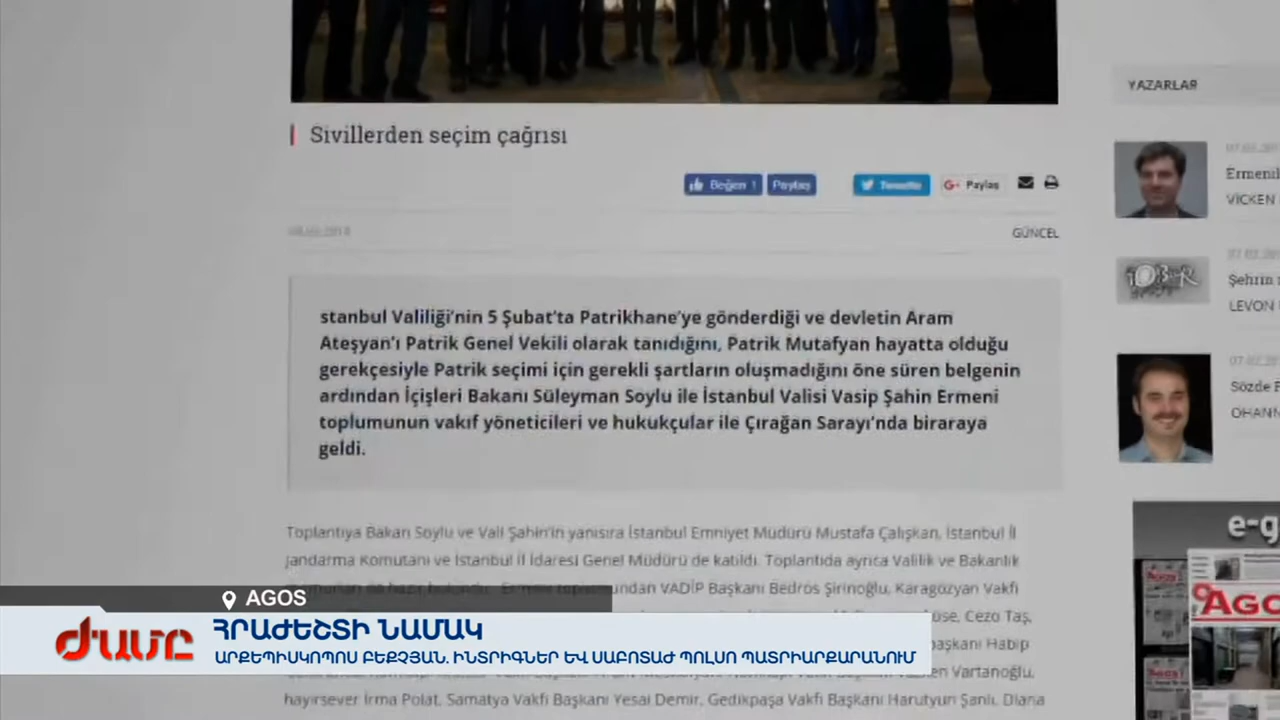 Sivillerden seçim çağrısı
Beğen 1 Paylaş Tweetle G+ Paylaş
GÜNCEL
stanbul Valiliği'nin 5 Şubat'ta Patrikhane'ye gönderdiği ve devletin Aram
Ateşyan'ı Patrik Genel Vekili olarak tanıdığını, Patrik Mutafyan hayatta olduğu
gerekçesiyle Patrik seçimi için gerekli şartların oluşmadığını öne süren belgenin
ardından İçişleri Bakanı Süleyman Soylu ile İstanbul Valisi Vasip Şahin Ermeni
toplumunun vakıf yöneticileri ve hukukçular ile Çırağan Sarayı'nda biraraya
geldi.
Toplantıya Bakan Soylu ve Vali Şahin'in yanısıra İstanbul Emniyet Müdürü Mustafa Çalışkan, İstanbul İl
Jandarma Komutanı ve İstanbul İl İdaresi Genel Müdürü de katıldı. Toplantıda ayrıca Valilik ve Bakanlık
undan VADİP Başkanı Bedros Şirinoğlu, Karagözyan Vakfı
Cezo Taş,
başkanı Habip
Vartanoğlu,
hayırsever İrma Polat, Samatya Vakfı Başkanı Yesai Demir, Gedikpaşa Vakfı Başkanı Harutyun Şanlı, Diana
YAZARLAR
Ermenil
VICKEN
Şehrin
LEVON
Sözde
OHANN
e-g
AGO
AGOS
ԺԱՄԸ
ՀՐԱԺԵՇՏԻ ՆԱՄԱԿ
ԱՐՔԵՊԻՍԿՈՊՈՍ ԲԵՔՉՅԱՆ. ԻՆՏՐԻԳՆԵՐ ԵՎ ՍԱԲՈՏԱԺ ՊՈԼՍՈ ՊԱՏՐԻԱՐՔԱՐԱՆՈՒՄ